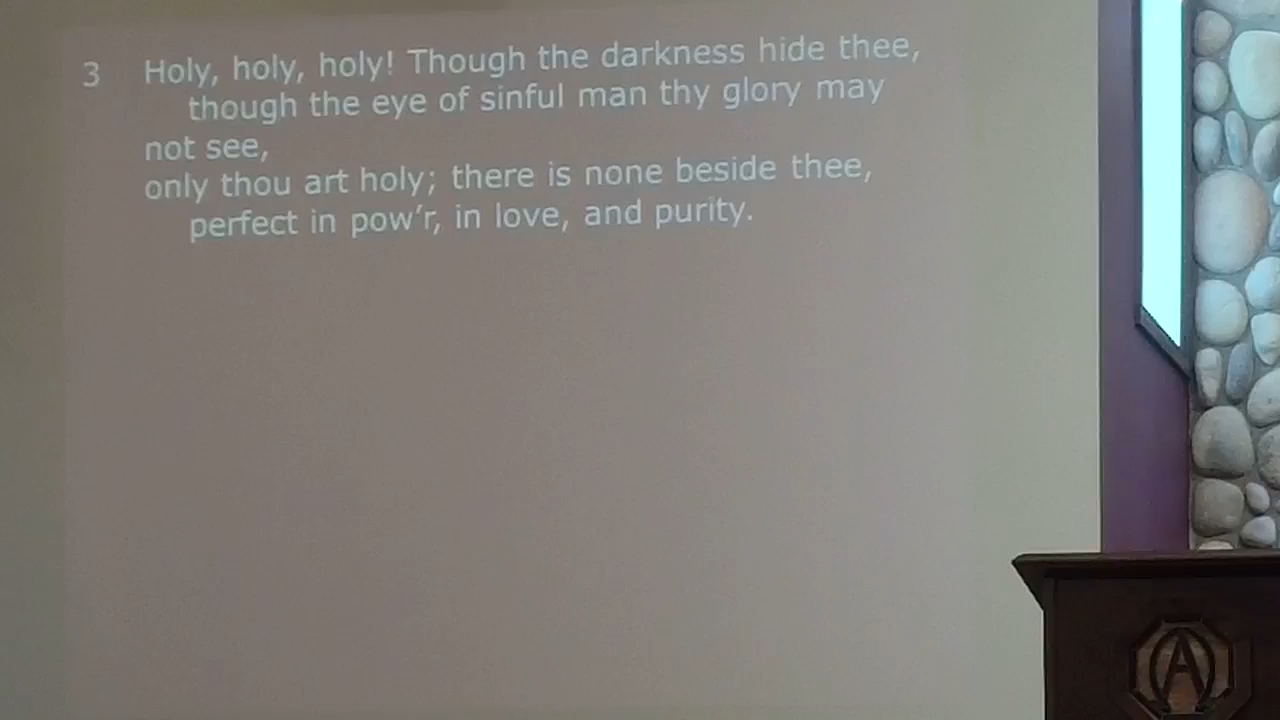 3 Holy, holy, holy! Though the darkness hide thee,
though the eye of sinful man thy glory may
not see,
only thou art holy; there is none beside thee,
perfect in pow'r, in love, and purity.